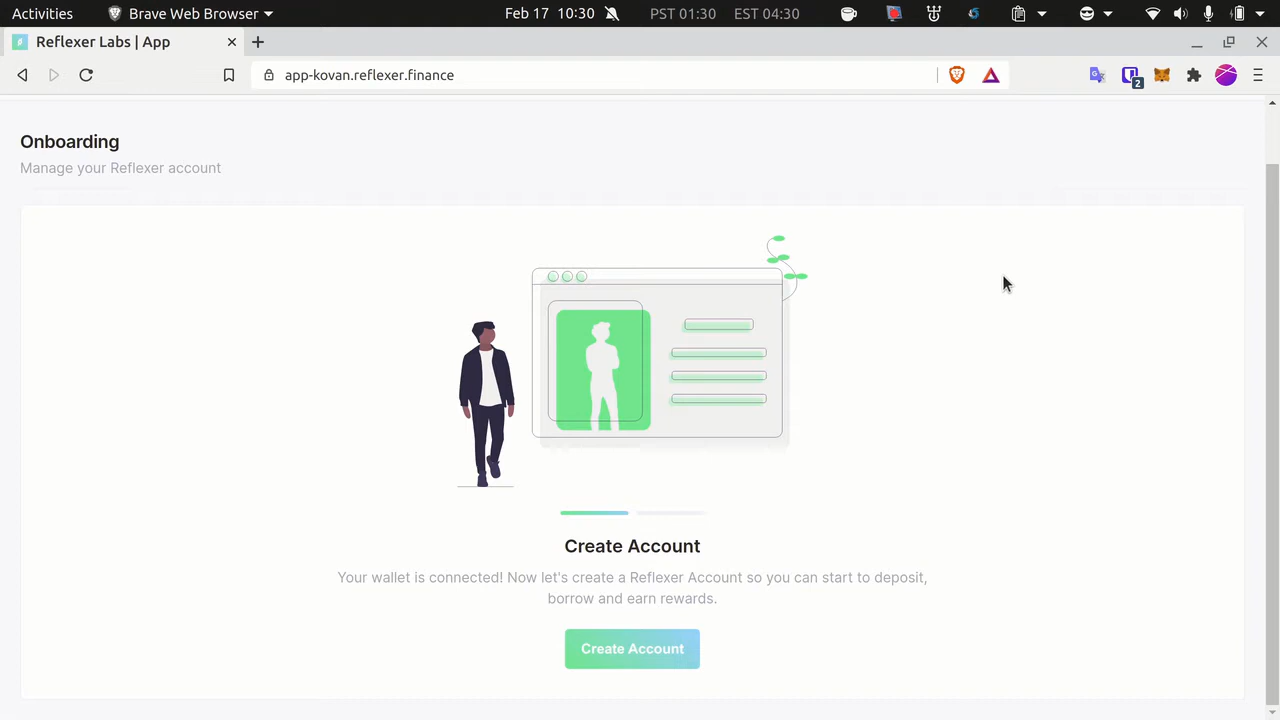 Activities Brave Web Browser Feb 17 10:30 PST 01:30 EST 04:30
Reflexer Labs | App
app-kovan.reflexer.finance
2
Onboarding
Manage your Reflexer account
Create Account
Your wallet is connected! Now let's create a Reflexer Account so you can start to deposit,
borrow and earn rewards.
Create Account